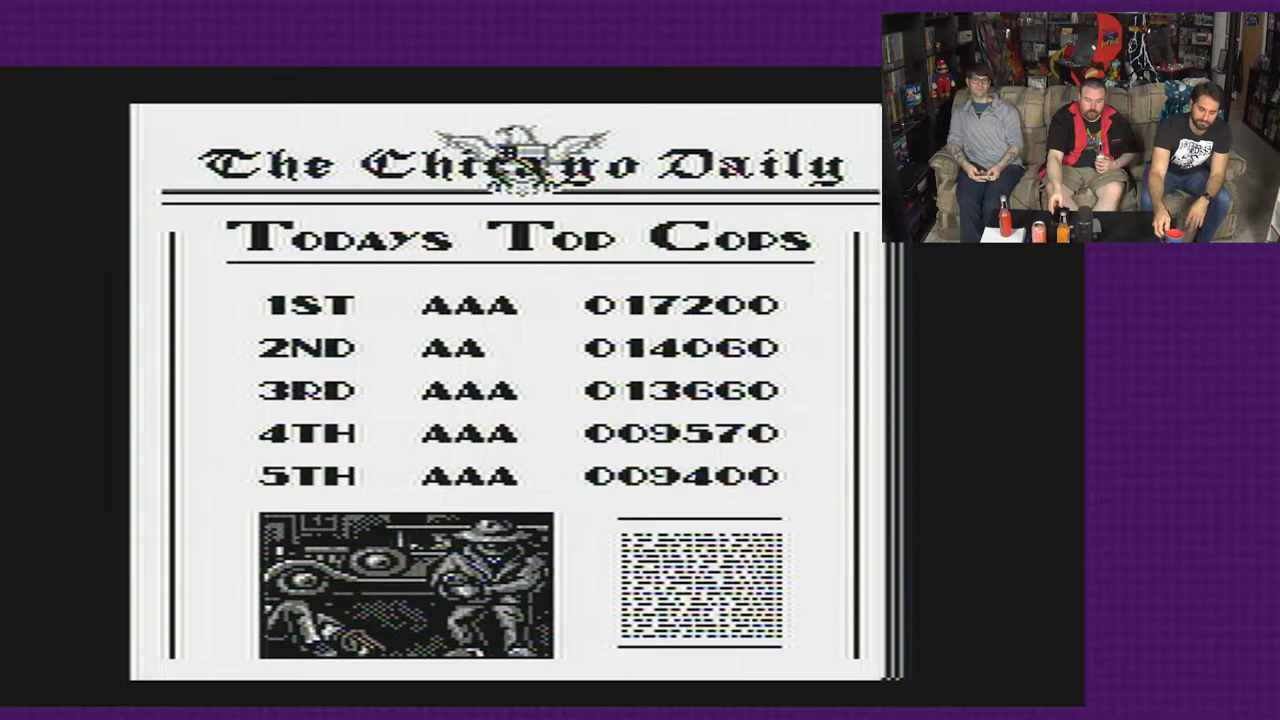 The Chicago Daily
TODAYS TOP COPS
1ST AAA 017200
2ND AA 014060
3RD AAA 013660
4TH AAA 009570
5TH AAA 009400